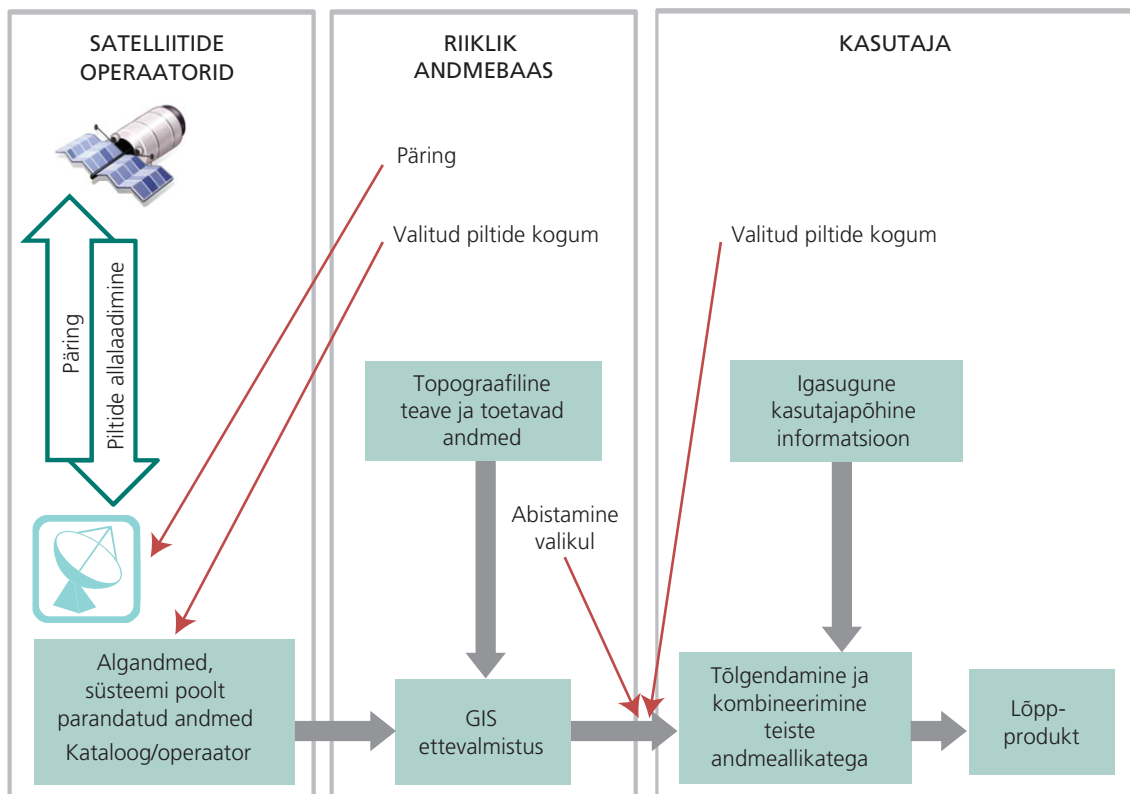 SATELLIITIDE
OPERAATORID
Päring
Piltide allalaadimine
Algandmed,
süsteemi poolt
parandatud andmed
Kataloog/operaator
RIIKLIK
ANDMEBAAS
Päring
Valitud piltide kogum
Topograafiline
teave ja toetavad
andmed
Abistamine
valikul
GIS
ettevalmistus
KASUTAJA
Valitud piltide kogum
Igasugune
kasutajapõhine
informatsioon
Tõlgendamine ja
kombineerimine
teiste
andmeallikatega
Lõpp-
produkt